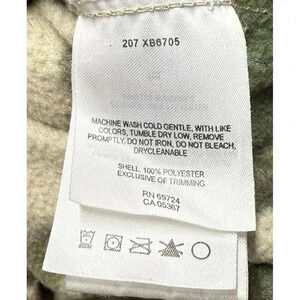 207 XB6705
MACHINE WASH COLD GENTLE, WITH LIKE
COLORS, TUMBLE DRY LOW, REMOVE
PROMPTLY, DO NOT IRON, DO NOT BLEACH,
DRYCLEANABLE
SHELL: 100% POLYESTER
EXCLUSIVE OF TRIMMING
RN 69724
CA 05367